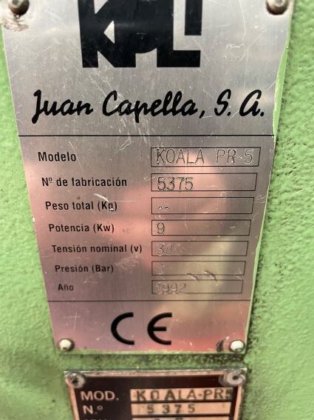 KPL
Juan Capella, S. A.
Modelo KOALA PR-5
Nº de fabricación 5375
Peso total (Kg) --
Potencia (Kw) 9
Tensión nominal (v)
Presión (Bar)
Año 1992
CE
MOD. KOALA-PR
N.º 5375